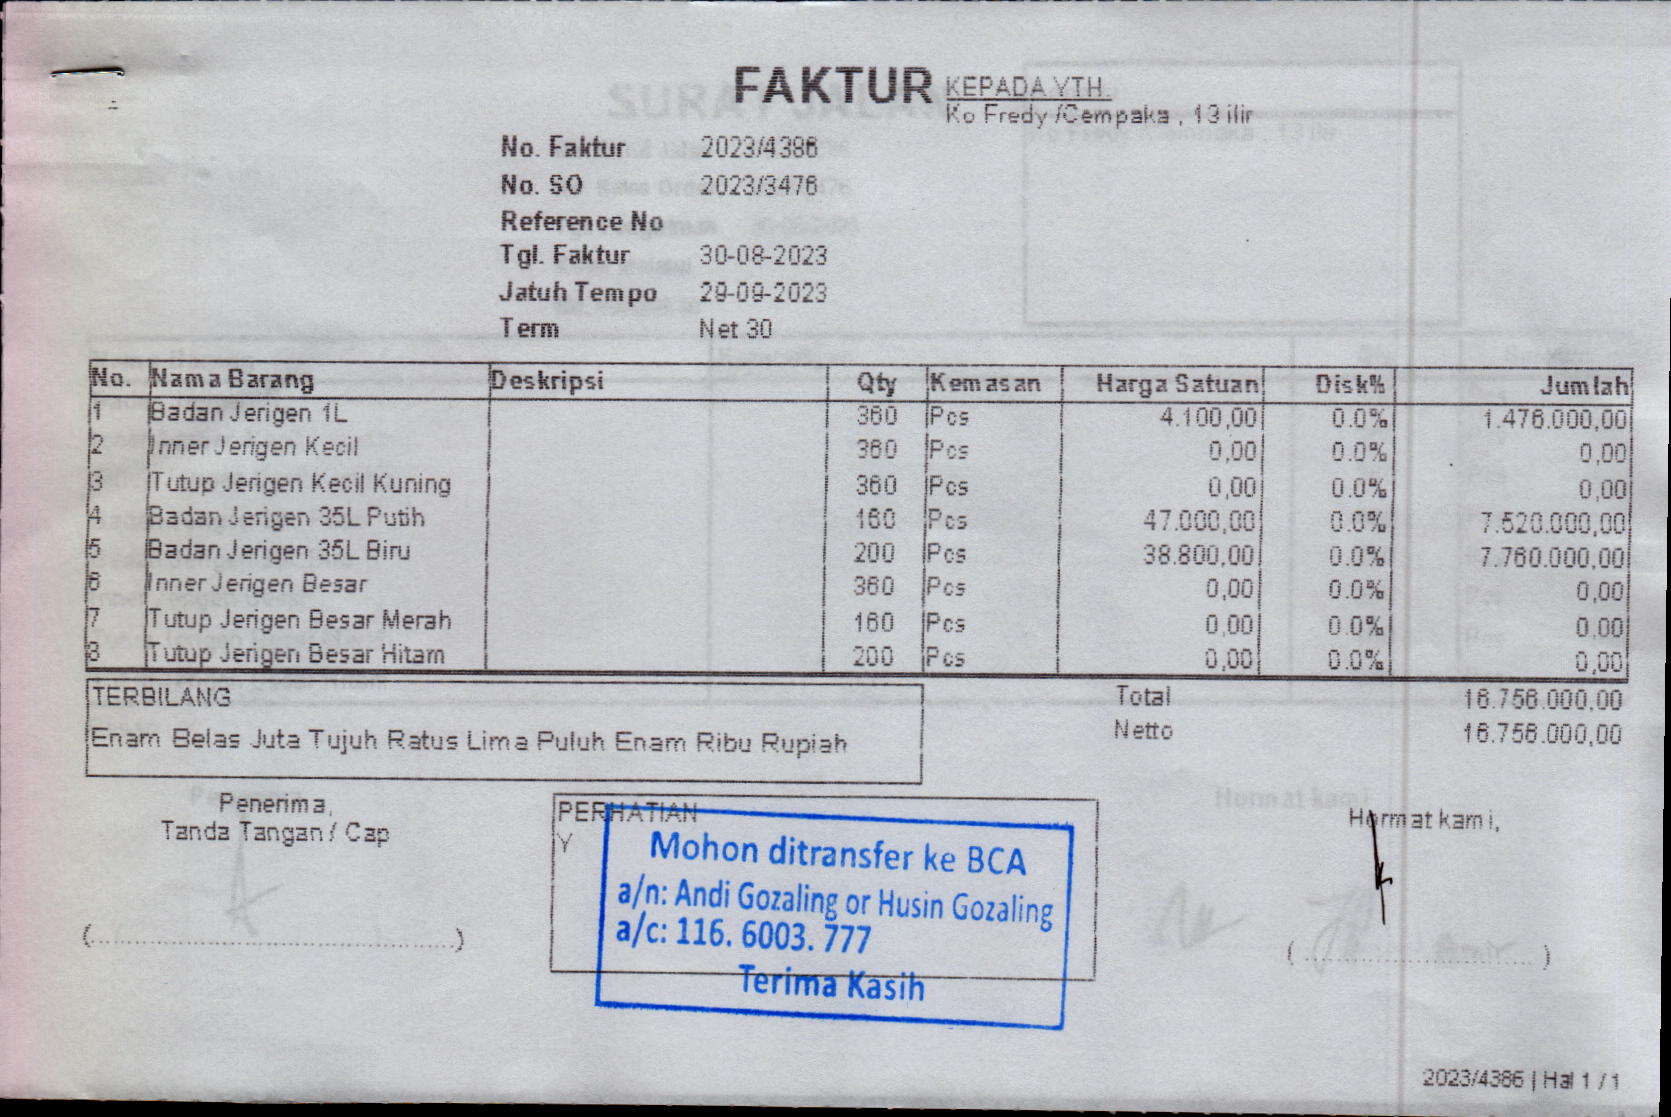 FAKTUR
KEPADA YTH.
Ko Fredy /Cempaka , 13 ilir
No. Faktur 2023/4386
No. SO 2023/3476
Reference No
Tgl. Faktur 30-08-2023
Jatuh Tempo 29-09-2023
Term Net 30
No. Nama Barang Deskripsi Qty Kemasan Harga Satuan Disk% Jumlah
1 Badan Jerigen 1L 360 Pcs 4.100,00 0.0% 1.476.000,00
2 Inner Jerigen Kecil 360 Pcs 0,00 0.0% 0,00
3 Tutup Jerigen Kecil Kuning 360 Pcs 0,00 0.0% 0,00
4 Badan Jerigen 35L Putih 160 Pcs 47.000,00 0.0% 7.520.000,00
5 Badan Jerigen 35L Biru 200 Pcs 38.800,00 0.0% 7.760.000,00
6 Inner Jerigen Besar 360 Pcs 0,00 0.0% 0,00
7 Tutup Jerigen Besar Merah 160 Pcs 0,00 0.0% 0,00
8 Tutup Jerigen Besar Hitam 200 Pcs 0,00 0.0% 0,00
TERBILANG
Enam Belas Juta Tujuh Ratus Lima Puluh Enam Ribu Rupiah
Total 16.756.000,00
Netto 16.756.000,00
Penerima,
Tanda Tangan / Cap
(........................................)
PERHATIAN
Y
Mohon ditransfer ke BCA
a/n: Andi Gozaling or Husin Gozaling
a/c: 116. 6003. 777
Terima Kasih
Hormat kami,
(........................................)
2023/4386 | Hal 1 / 1